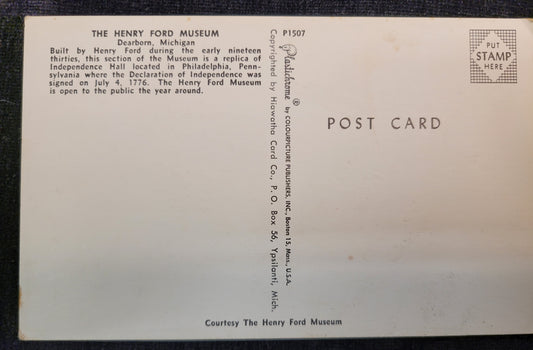 THE HENRY FORD MUSEUM
Dearborn, Michigan
Built by Henry Ford during the early nineteen
thirties, this section of the Museum is a replica of
Independence Hall located in Philadelphia, Penn-
sylvania where the Declaration of Independence was
signed on July 4, 1776. The Henry Ford Museum
is open to the public the year around.
P1507
Plastichrome ® by COLOURPICTURE PUBLISHERS, INC., Boston 15, Mass., U.S.A.
Copyrighted by Hiawatha Card Co., P. O. Box 56, Ypsilanti, Mich.
PUT
STAMP
HERE
POST CARD
Courtesy The Henry Ford Museum